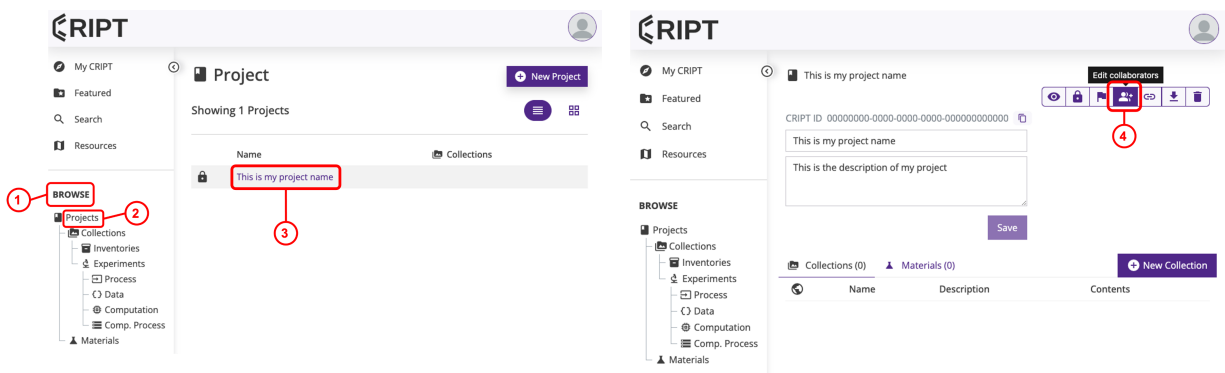 CRIPT
My CRIPT
Featured
Search
Resources
BROWSE
Projects
Collections
Inventories
Experiments
Process
Data
Computation
Comp. Process
Materials
1
2
Project
New Project
Showing 1 Projects
Name Collections
This is my project name
3
CRIPT
My CRIPT
Featured
Search
Resources
BROWSE
Projects
Collections
Inventories
Experiments
Process
Data
Computation
Comp. Process
Materials
This is my project name
Edit collaborators
4
CRIPT ID 00000000-0000-0000-0000-000000000000
This is my project name
This is the description of my project
Save
Collections (0) Materials (0) New Collection
Name Description Contents